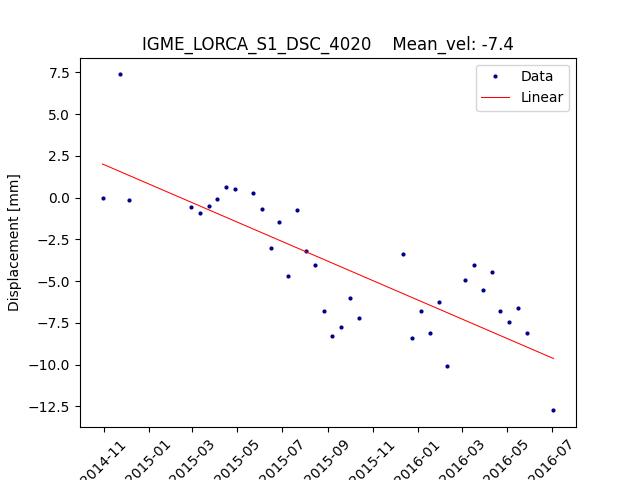 IGME_LORCA_S1_DSC_4020    Mean_vel: -7.4
Data
Linear
Displacement [mm]
7.5
5.0
2.5
0.0
−2.5
−5.0
−7.5
−10.0
−12.5
2014-11 2015-01 2015-03 2015-05 2015-07 2015-09 2015-11 2016-01 2016-03 2016-05 2016-07